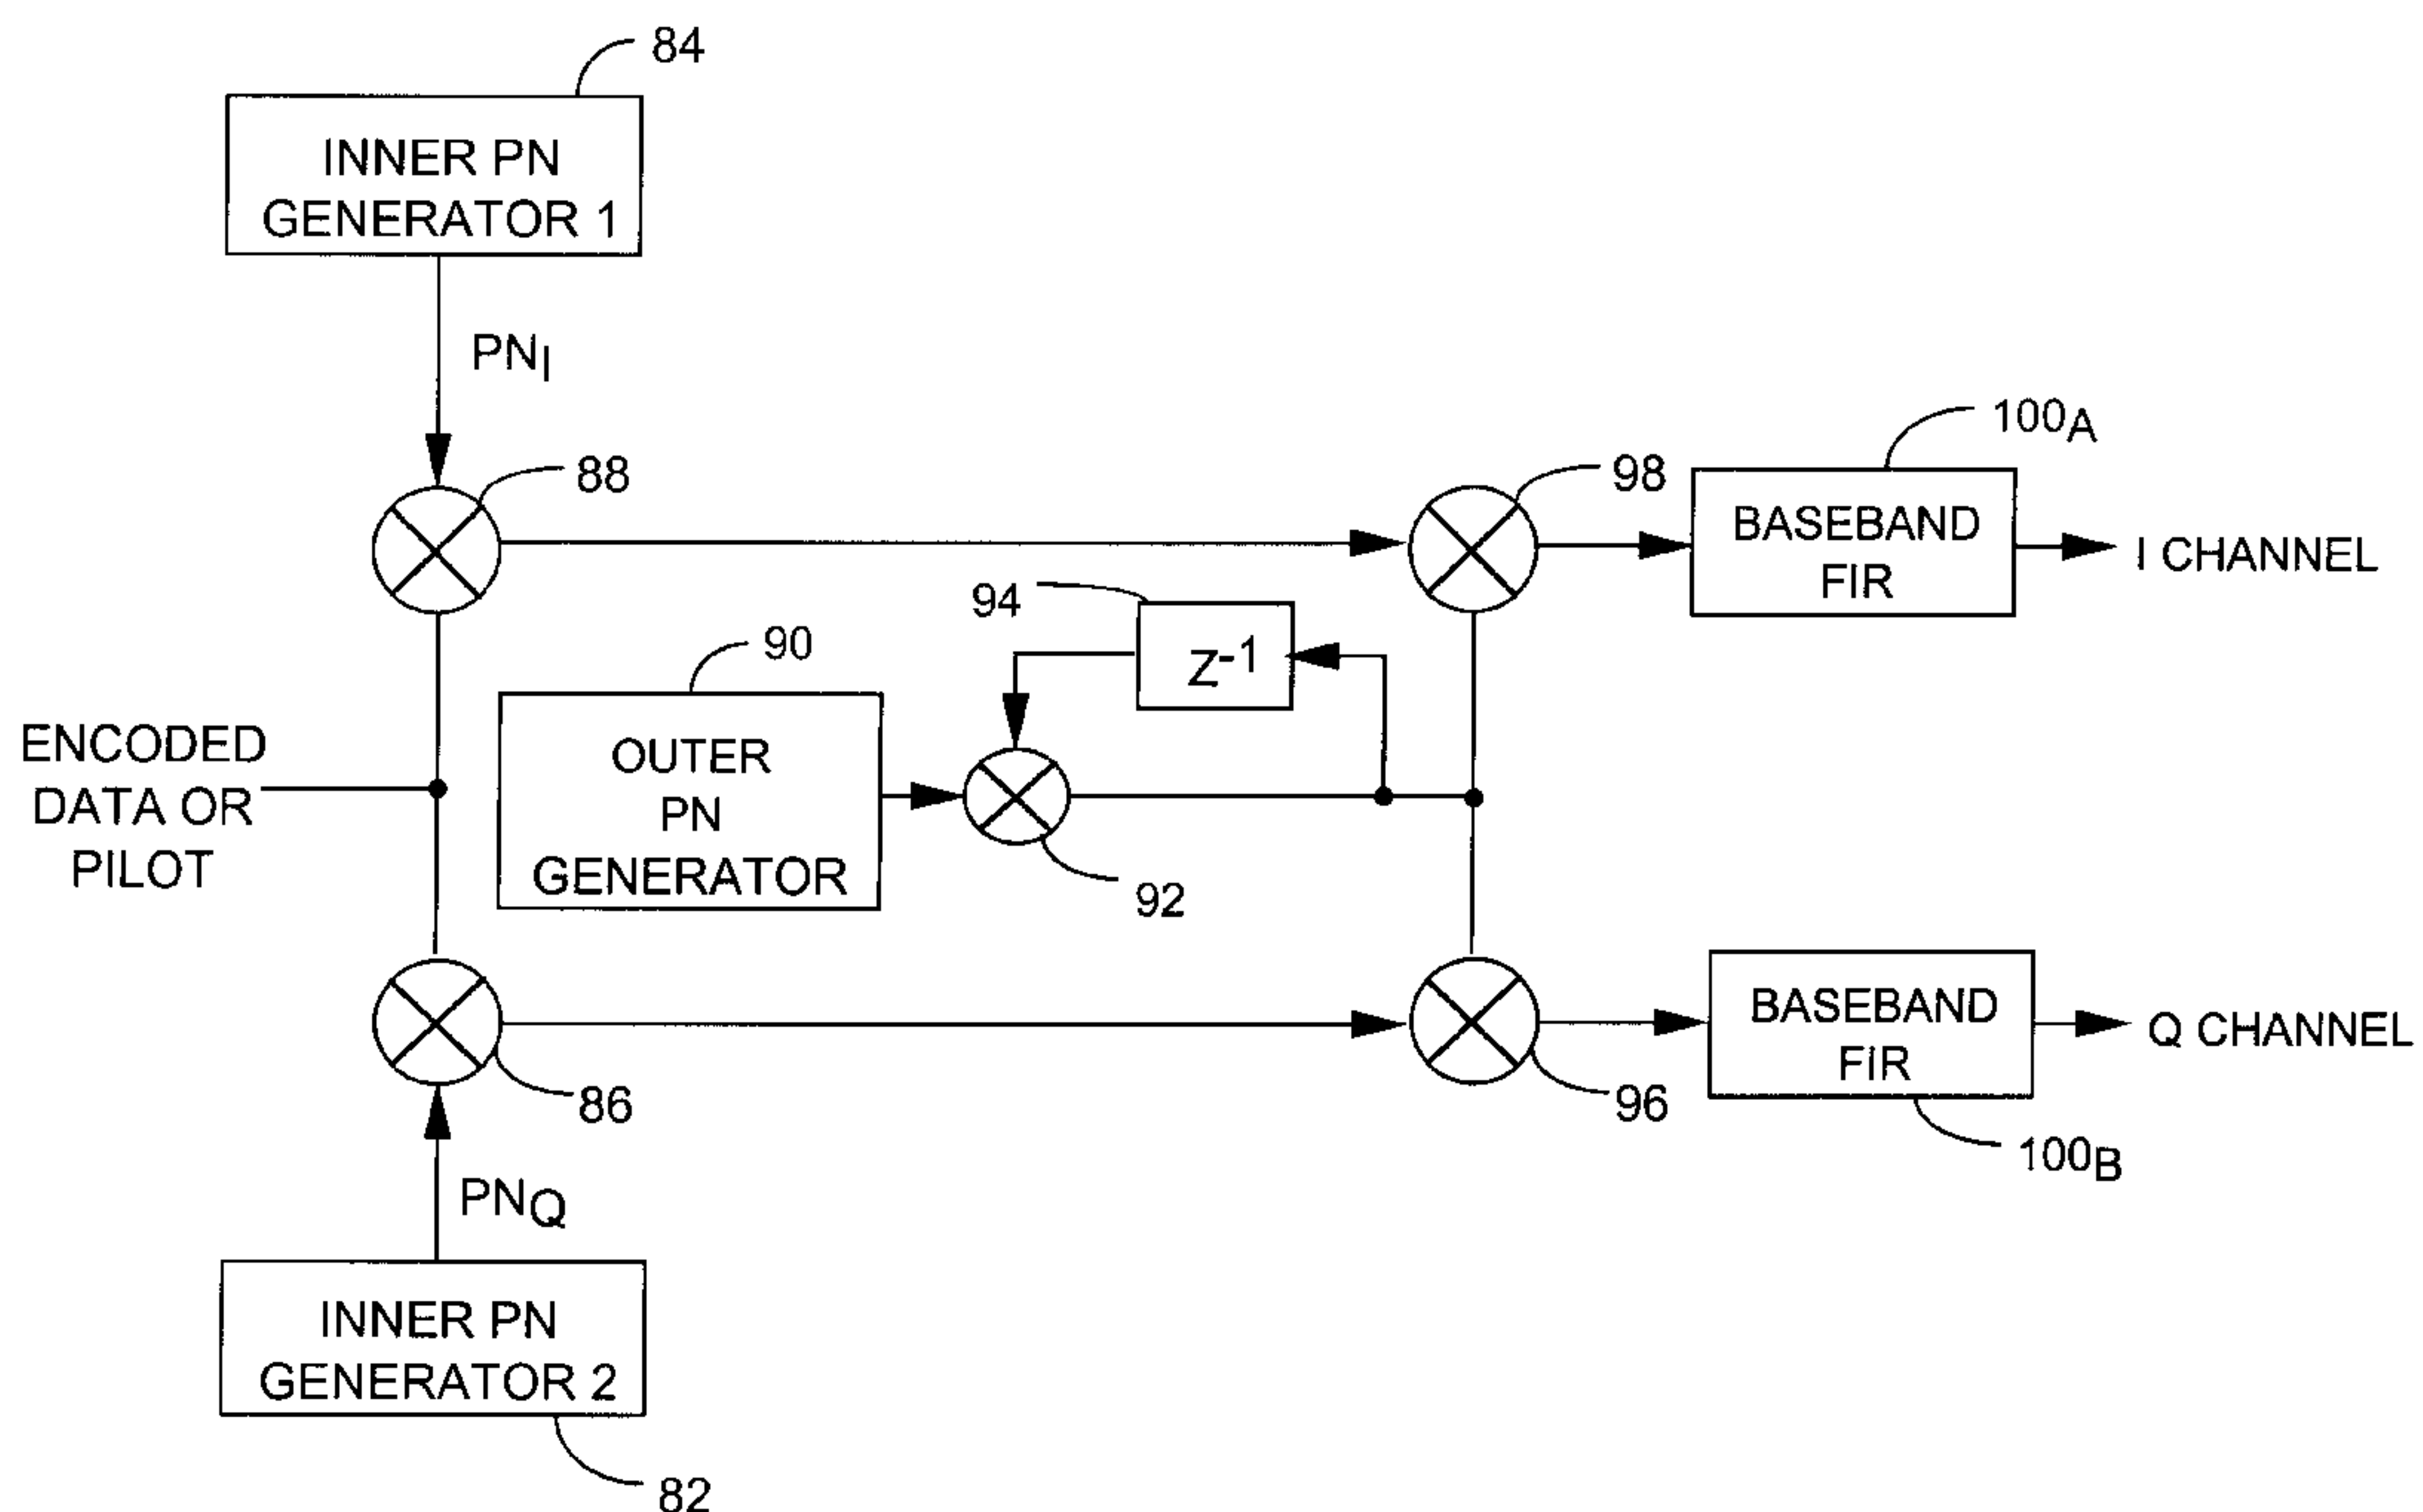 84
INNER PN
GENERATOR 1
PNI
88
98
100A
BASEBAND
FIR
I CHANNEL
94
Z-1
90
OUTER
PN
GENERATOR
92
ENCODED
DATA OR
PILOT
86
96
BASEBAND
FIR
Q CHANNEL
100B
PNQ
INNER PN
GENERATOR 2
82